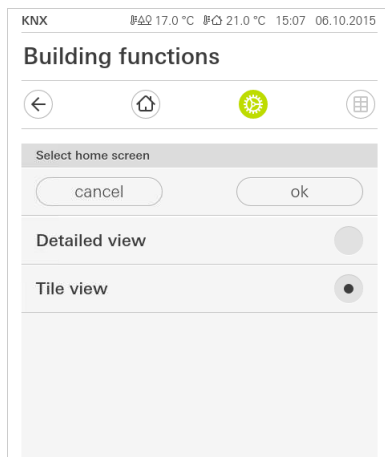 KNX 17.0 °C 21.0 °C 15:07 06.10.2015
Building functions
Select home screen
cancel ok
Detailed view
Tile view